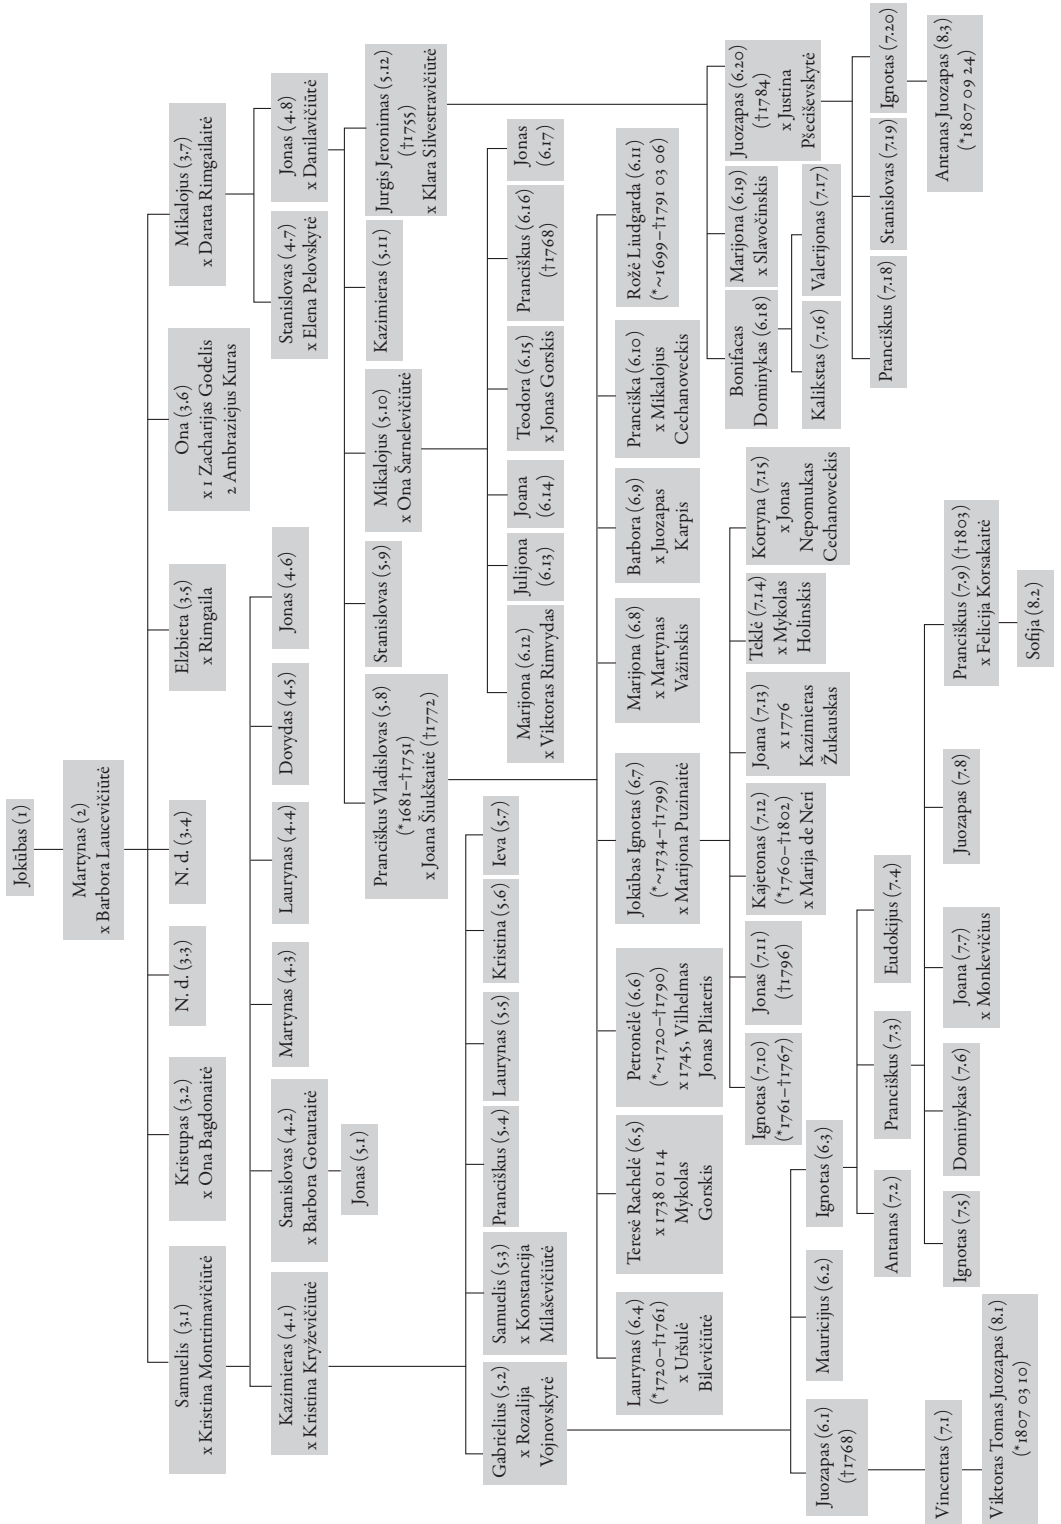 Jokūbas (1)
Martynas (2)
x Barbora Laucevičiūtė
Samuelis (3.1)
x Kristina Montrimavičiūtė
Kristupas (3.2)
x Ona Bagdonaitė
N. d. (3.3)
N. d. (3.4)
Elzbieta (3.5)
x Rimgaila
Ona (3.6)
x 1 Zacharijas Godelis
2 Ambraziejus Kuras
Mikalojus (3.7)
x Darata Ringailaitė
Kazimieras (4.1)
x Kristina Kryževičiūtė
Stanislovas (4.2)
x Barbora Gotautaitė
Martynas (4.3)
Laurynas (4.4)
Dovydas (4.5)
Jonas (4.6)
Stanislovas (4.7)
x Elena Pelovskytė
Jonas (4.8)
x Danilavičiūtė
Jonas (5.1)
Pranciškus Vladislovas (5.8)
(*1681–†1751)
x Joana Šiukštaitė (†1772)
Stanislovas (5.9)
Mikalojus (5.10)
x Ona Šarnelevičiūtė
Kazimieras (5.11)
Jurgis Jeronimas (5.12)
(†1755)
x Klara Silvestravičiūtė
Gabrielius (5.2)
x Rozalija
Vojnovskytė
Samuelis (5.3)
x Konstancija
Milaševičiūtė
Pranciškus (5.4)
Laurynas (5.5)
Kristina (5.6)
Ieva (5.7)
Marijona (6.12)
x Viktoras Rimvydas
Julijona
(6.13)
Joana
(6.14)
Teodora (6.15)
x Jonas Gorskis
Pranciškus (6.16)
(†1768)
Jonas
(6.17)
Laurynas (6.4)
(*1720–†1761)
x Uršulė
Bilevičiūtė
Teresė Rachelė (6.5)
x 1738 01 14
Mykolas
Gorskis
Petronėlė (6.6)
(*~1720–†1790)
x 1745, Vilhelmas
Jonas Pliateris
Jokūbas Ignotas (6.7)
(*~1734–†1799)
x Marijona Puzinaitė
Marijona (6.8)
x Martynas
Važinskis
Barbora (6.9)
x Juozapas
Karpis
Pranciška (6.10)
x Mikalojus
Cechanoveckis
Rožė Liudgarda (6.11)
(*~1699–†1791 03 06)
Bonifacas
Dominykas (6.18)
Marijona (6.19)
x Slavočinskis
Juozapas (6.20)
(†1784)
x Justina
Pšeciševskytė
Ignotas (7.10)
(*1761–†1767)
Jonas (7.11)
(†1796)
Kajetonas (7.12)
(*1760–†1802)
x Marija de Neri
Joana (7.13)
x 1776
Kazimieras
Žukauskas
Teklė (7.14)
x Mykolas
Holinskis
Kotryna (7.15)
x Jonas
Nepomukas
Cechanoveckis
Kalikstas (7.16)
Valerijonas (7.17)
Juozapas (6.1)
(†1768)
Mauricijus (6.2)
Ignotas (6.3)
Pranciškus (7.18)
Stanislovas (7.19)
Ignotas (7.20)
Antanas (7.2)
Pranciškus (7.3)
Eudokijus (7.4)
Antanas Juozapas (8.3)
(*1807 09 24)
Vincentas (7.1)
Ignotas (7.5)
Dominykas (7.6)
Joana (7.7)
x Monkevičius
Juozapas (7.8)
Pranciškus (7.9) (†1803)
x Felicija Korsakaitė
Viktoras Tomas Juozapas (8.1)
(*1807 03 10)
Sofija (8.2)